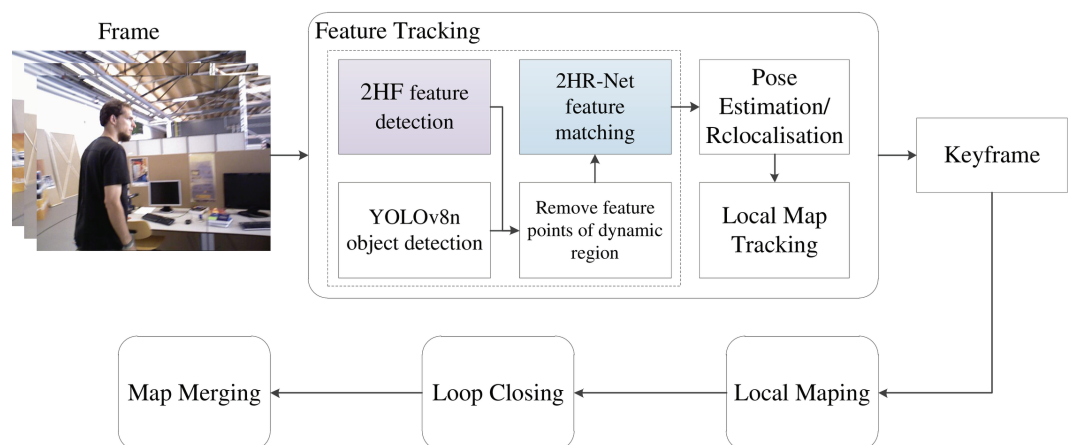 Frame
Feature Tracking
2HF feature
detection
2HR-Net
feature
matching
Pose
Estimation/
Rclocalisation
Keyframe
YOLOv8n
object detection
Remove feature
points of dynamic
region
Local Map
Tracking
Map Merging
Loop Closing
Local Maping